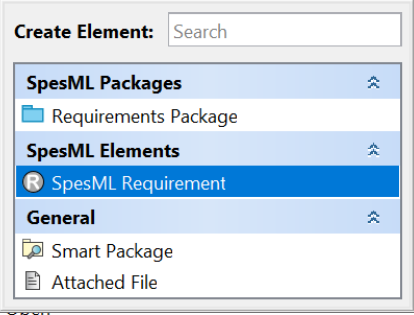 Create Element: Search
SpesML Packages
Requirements Package
SpesML Elements
R SpesML Requirement
General
Smart Package
Attached File